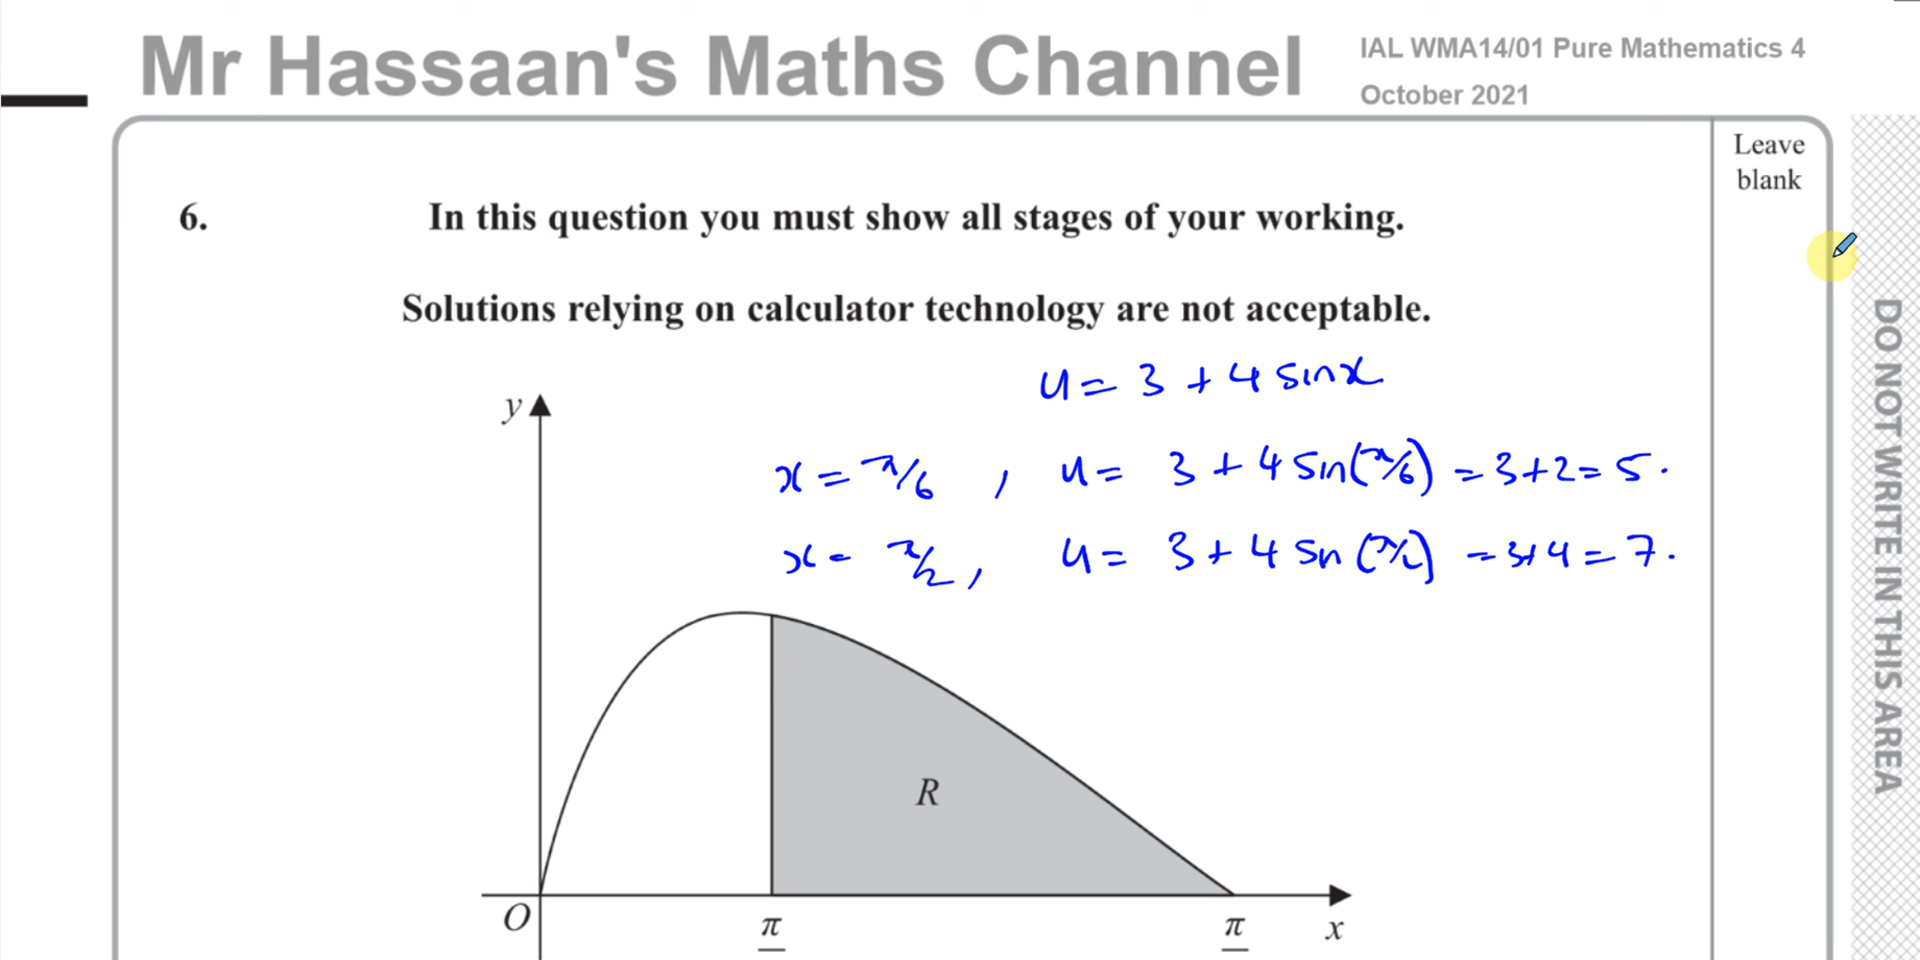 Mr Hassaan's Maths Channel
IAL WMA14/01 Pure Mathematics 4
October 2021
Leave
blank
6. In this question you must show all stages of your working.
Solutions relying on calculator technology are not acceptable.
u = 3 + 4 sinx
x = π/6 , u = 3 + 4 sin(π/6) = 3+2 = 5.
x = π/2, u = 3 + 4 sin(π/2) = 3+4 = 7.
y
R
O
π
π
x
DO NOT WRITE IN THIS AREA